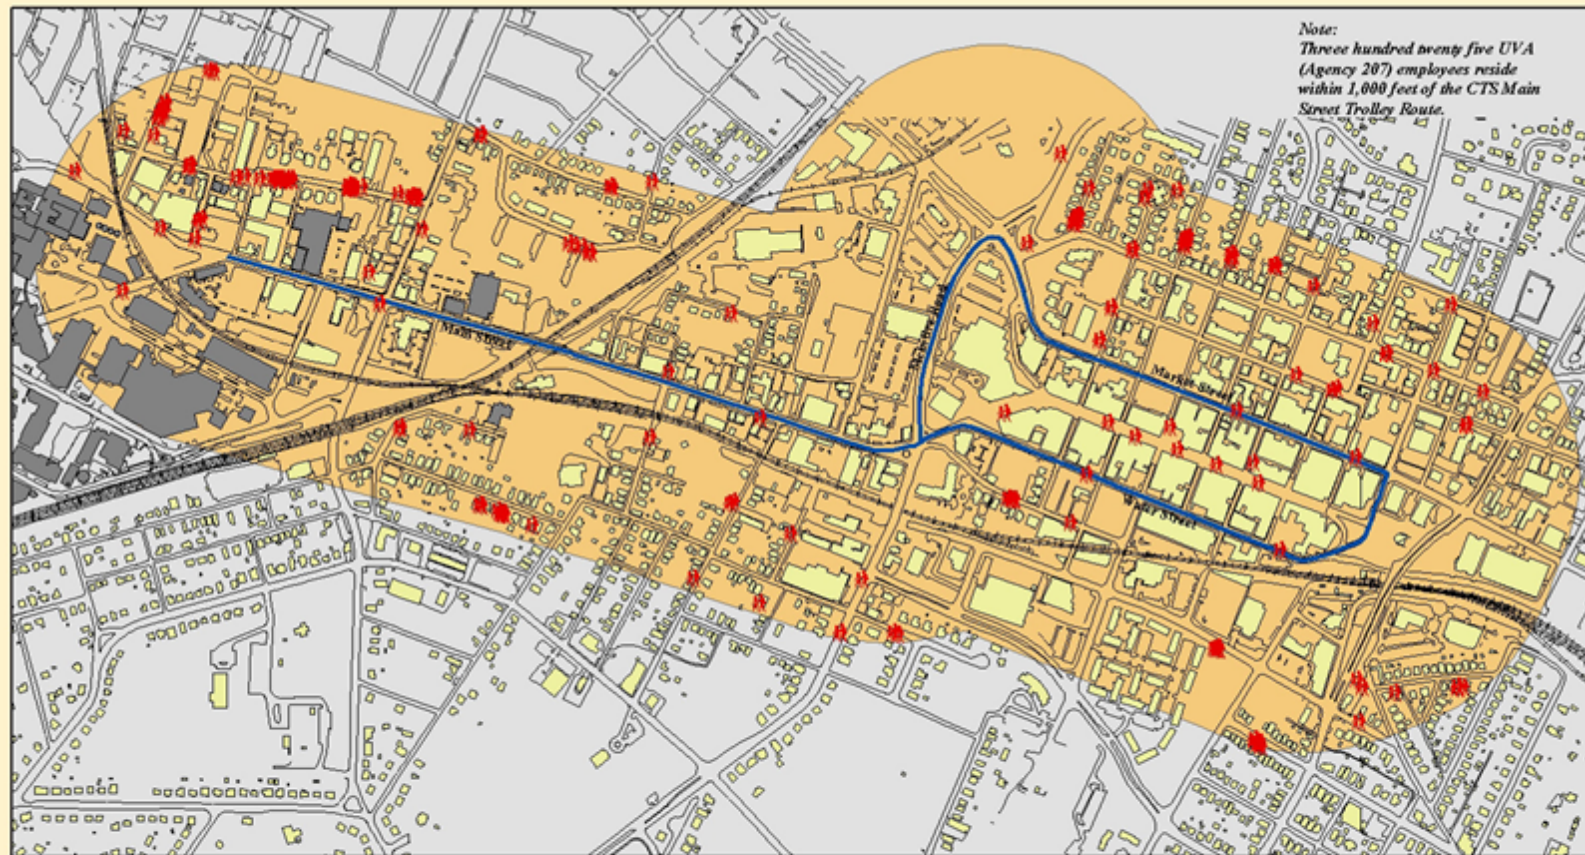 Note:
Threee hundred twenty five UVA
(Agency 207) employees reside
within 1,000 feet of the CTS Main
Street Trolley Route.
Main Street
Market Street
Water Street